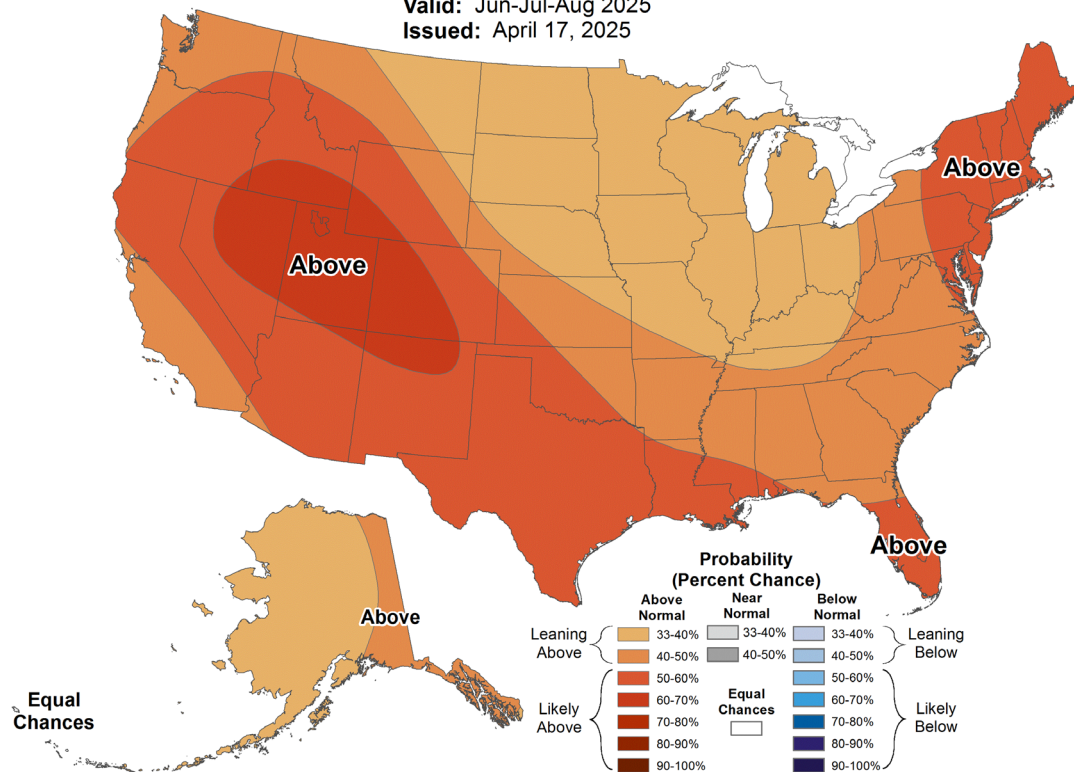 Valid: Jun-Jul-Aug 2025
Issued: April 17, 2025
Above
Above
Above
Above
Equal
Chances
Probability
(Percent Chance)
Above
Normal
Near
Normal
Below
Normal
Leaning
Above
33-40%
40-50%
33-40%
40-50%
33-40%
40-50%
Leaning
Below
Likely
Above
50-60%
60-70%
70-80%
80-90%
90-100%
Equal
Chances
50-60%
60-70%
70-80%
80-90%
90-100%
Likely
Below